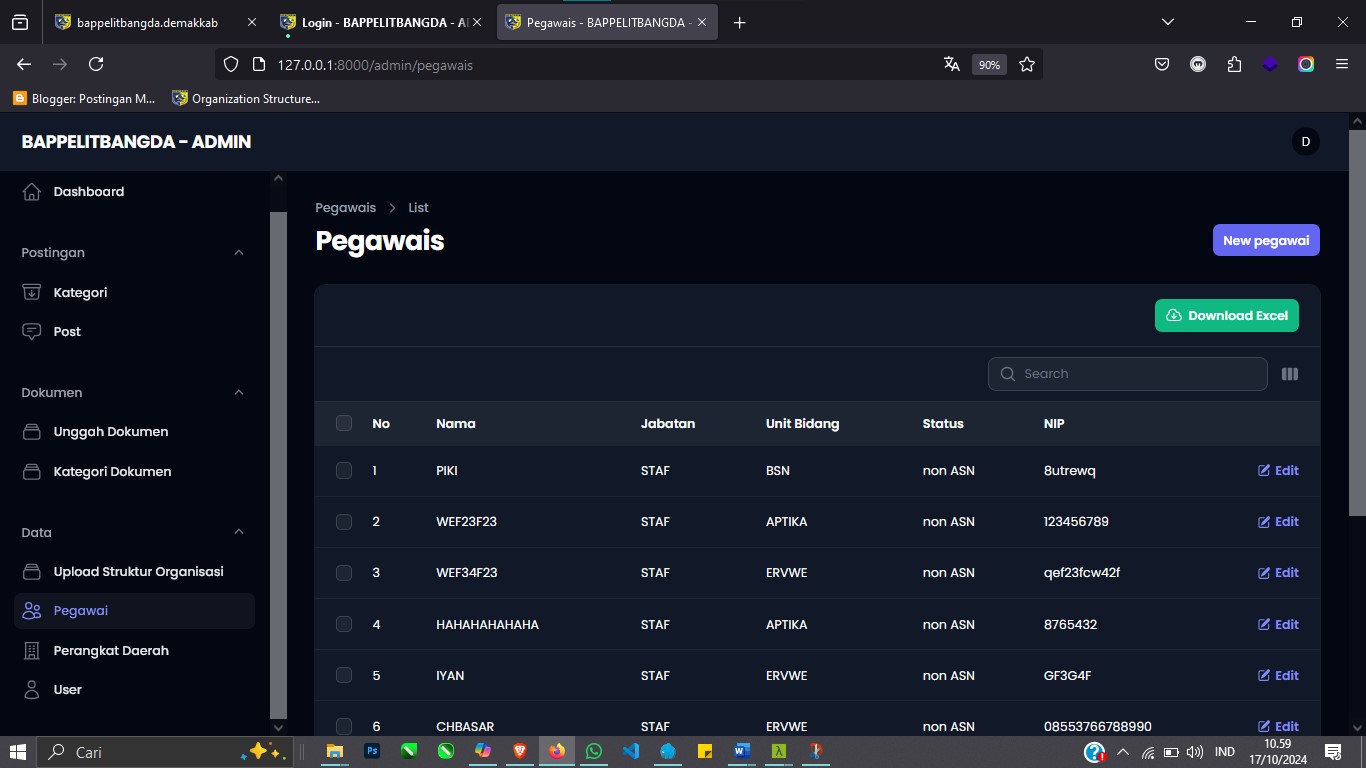 bappelitbangda.demakkab
Login - BAPPELITBANGDA - A
Pegawais - BAPPELITBANGDA -
127.0.0.1:8000/admin/pegawais
90%
Blogger: Postingan M...
Organization Structure...
BAPPELITBANGDA - ADMIN
D
Dashboard
Postingan
Kategori
Post
Dokumen
Unggah Dokumen
Kategori Dokumen
Data
Upload Struktur Organisasi
Pegawai
Perangkat Daerah
User
Pegawais > List
Pegawais
New pegawai
Download Excel
Search
No Nama Jabatan Unit Bidang Status NIP
1 PIKI STAF BSN non ASN 8utrewq Edit
2 WEF23F23 STAF APTIKA non ASN 123456789 Edit
3 WEF34F23 STAF ERVWE non ASN qef23fcw42f Edit
4 HAHAHAHAHAHA STAF APTIKA non ASN 8765432 Edit
5 IYAN STAF ERVWE non ASN GF3G4F Edit
6 CHBASAR STAF ERVWE non ASN 08553766788990 Edit
Cari
IND
10.59
17/10/2024